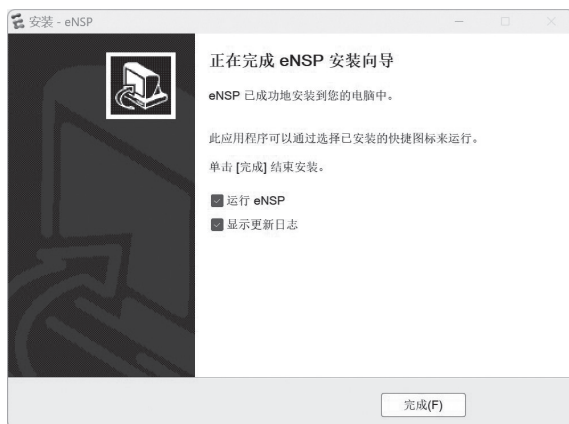 安装 - eNSP
正在完成 eNSP 安装向导
eNSP 已成功地安装到您的电脑中。
此应用程序可以通过选择已安装的快捷图标来运行。
单击 [完成] 结束安装。
运行 eNSP
显示更新日志
完成(F)